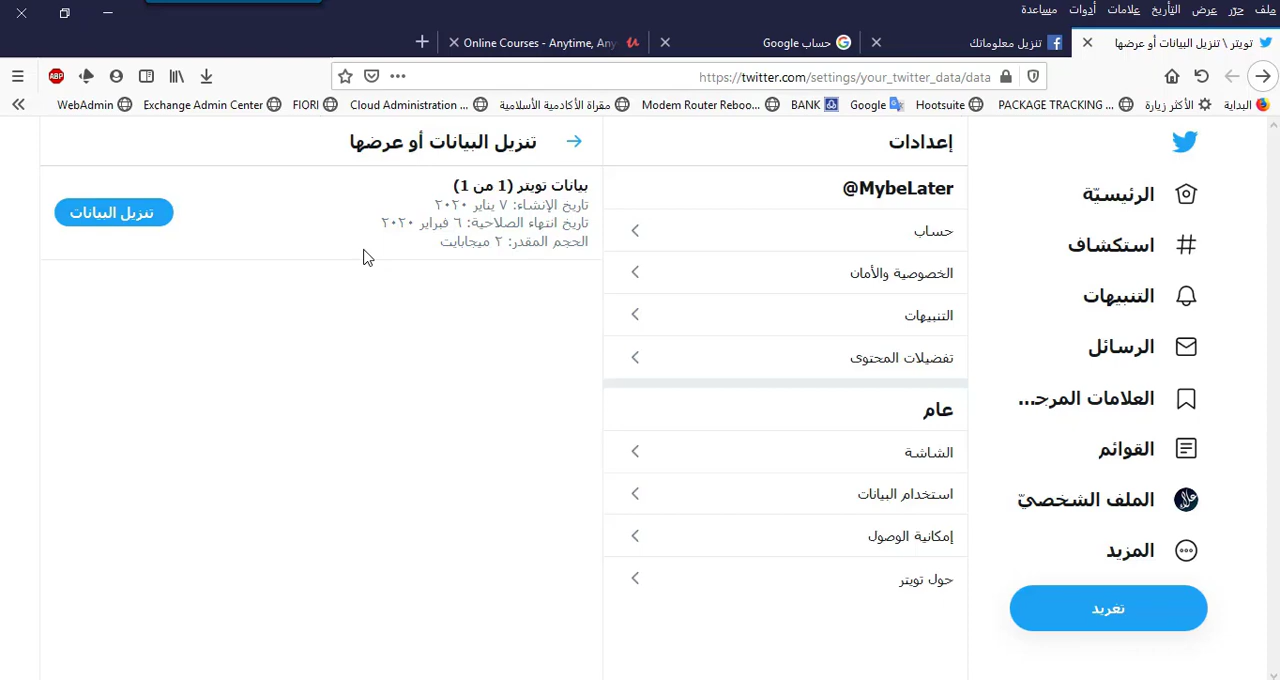 ملف حرّر عرض التأريخ علامات أدوات مساعدة
تويتر \ تنزيل البيانات أو عرضها
تنزيل معلوماتك
حساب Google
Online Courses - Anytime, Any
https://twitter.com/settings/your_twitter_data/data
ABP
البداية
الأكثر زيارة
PACKAGE TRACKING ...
Hootsuite
Google
BANK
Modem Router Reboo...
مقراة الأكاديمية الأسلامية
Cloud Administration ...
FIORI
Exchange Admin Center
WebAdmin
الرئيسيّة
استكشاف
التنبيهات
الرسائل
العلامات المرجـ...
القوائم
الملف الشخصيّ
المزيد
تغريد
إعدادات
@MybeLater
حساب
الخصوصية والأمان
التنبيهات
تفضيلات المحتوى
عام
الشاشة
استخدام البيانات
إمكانية الوصول
حول تويتر
تنزيل البيانات أو عرضها
بيانات تويتر (1 من 1)
تاريخ الإنشاء: ٧ يناير ٢٠٢٠
تاريخ انتهاء الصلاحية: ٦ فبراير ٢٠٢٠
الحجم المقدر: ٢ ميجابايت
تنزيل البيانات